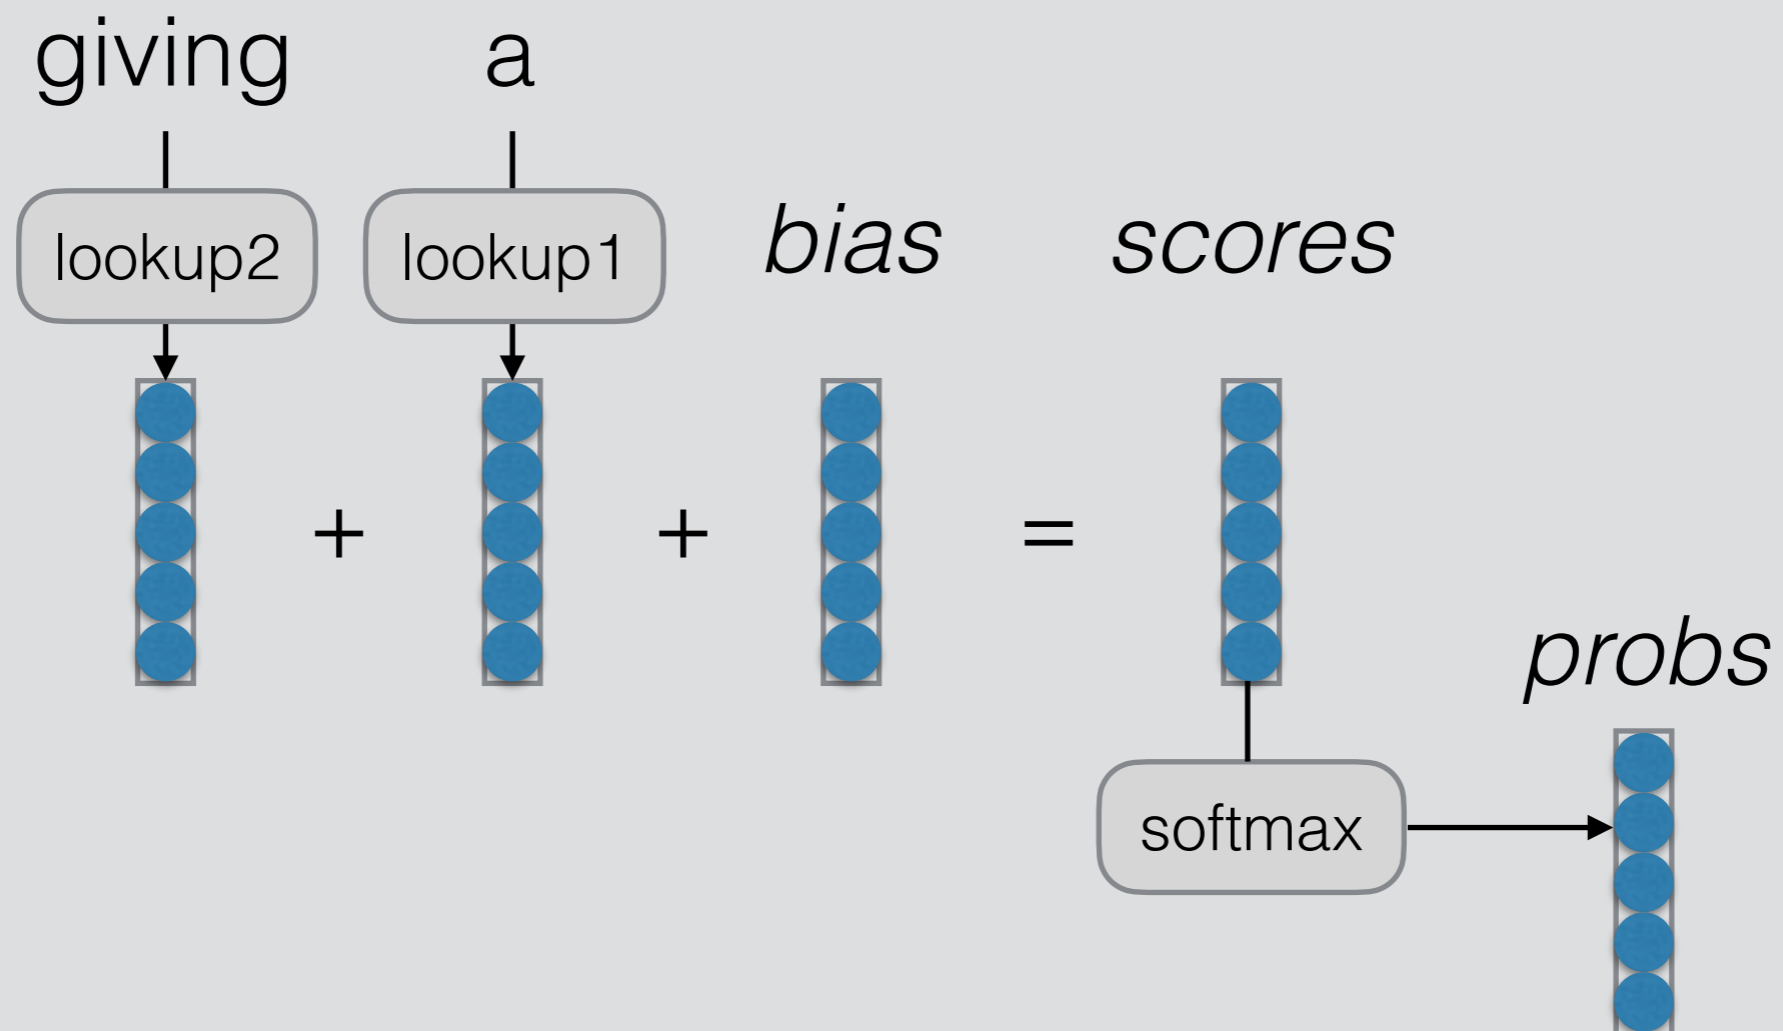 giving a
lookup2 lookup1 bias scores
+ + =
probs
softmax